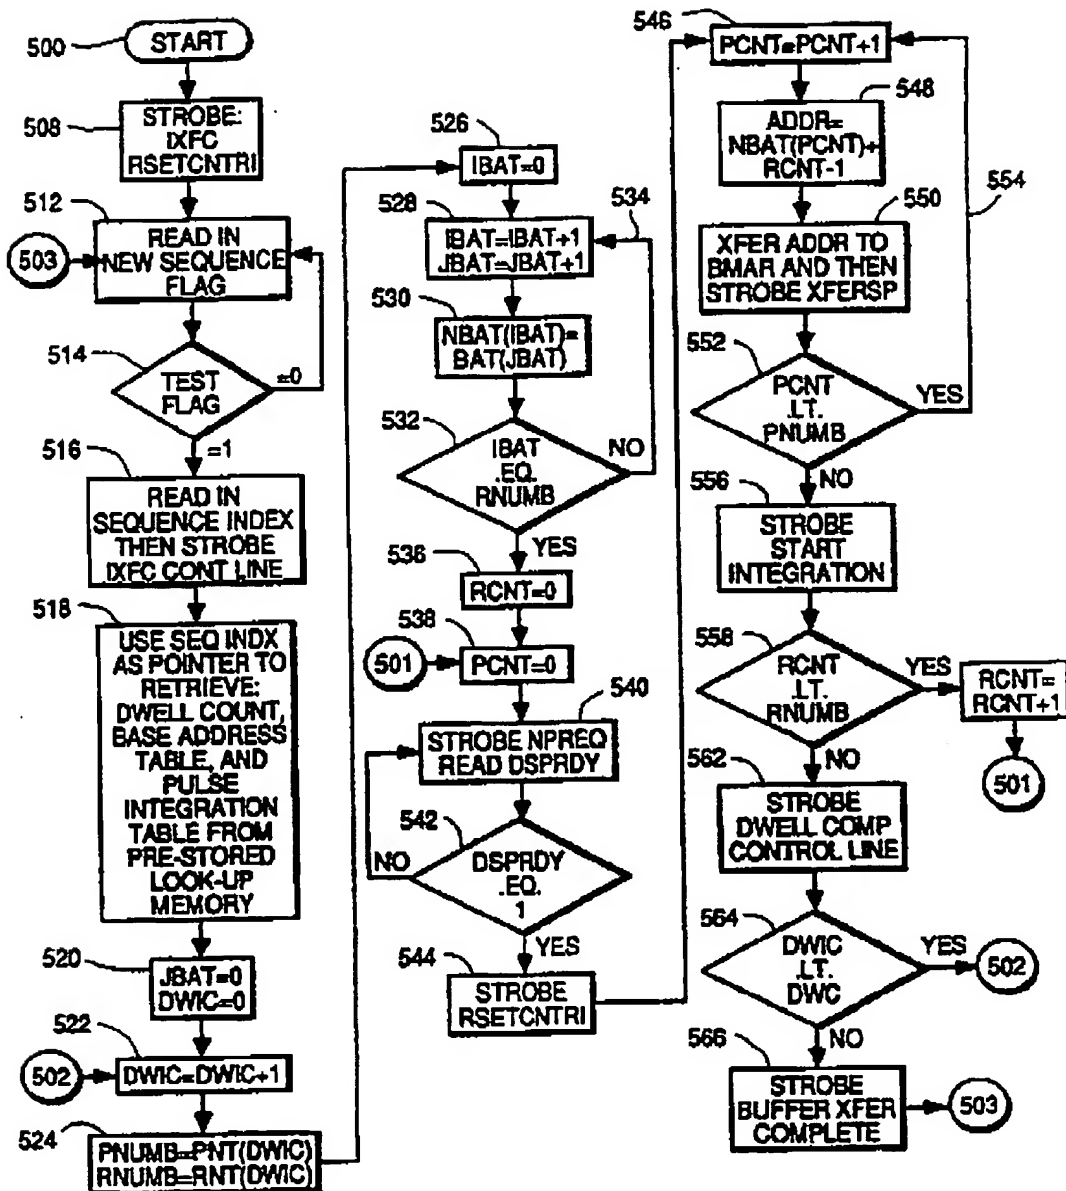 500
START
508
STROBE:
IXFC
RSETCNTRI
512
503
READ IN
NEW SEQUENCE
FLAG
514
TEST
FLAG
=0
=1
516
READ IN
SEQUENCE INDEX
THEN STROBE
IXFC CONT LINE
518
USE SEQ INDX
AS POINTER TO
RETRIEVE:
DWELL COUNT,
BASE ADDRESS
TABLE, AND
PULSE
INTEGRATION
TABLE FROM
PRE-STORED
LOOK-UP
MEMORY
520
JBAT=0
DWIC=0
522
502
DWIC=DWIC+1
524
PNUMB=PNT(DWIC)
RNUMB=RNT(DWIC)
526
IBAT=0
528
534
IBAT=IBAT+1
JBAT=JBAT+1
530
NBAT(IBAT)=
BAT(JBAT)
532
IBAT
.EQ.
RNUMB
NO
YES
536
RCNT=0
538
501
PCNT=0
540
STROBE NPREQ
READ DSPRDY
542
NO
DSPRDY
.EQ.
1
YES
544
STROBE
RSETCNTRI
546
PCNT=PCNT+1
548
ADDR=
NBAT(PCNT)+
RCNT-1
554
550
XFER ADDR TO
BMAR AND THEN
STROBE XFERSP
552
PCNT
.LT.
PNUMB
YES
NO
556
STROBE
START
INTEGRATION
558
RCNT
.LT.
RNUMB
YES
RCNT=
RCNT+1
501
NO
562
STROBE
DWELL COMP
CONTROL LINE
564
DWIC
.LT.
DWC
YES
502
NO
566
STROBE
BUFFER XFER
COMPLETE
503